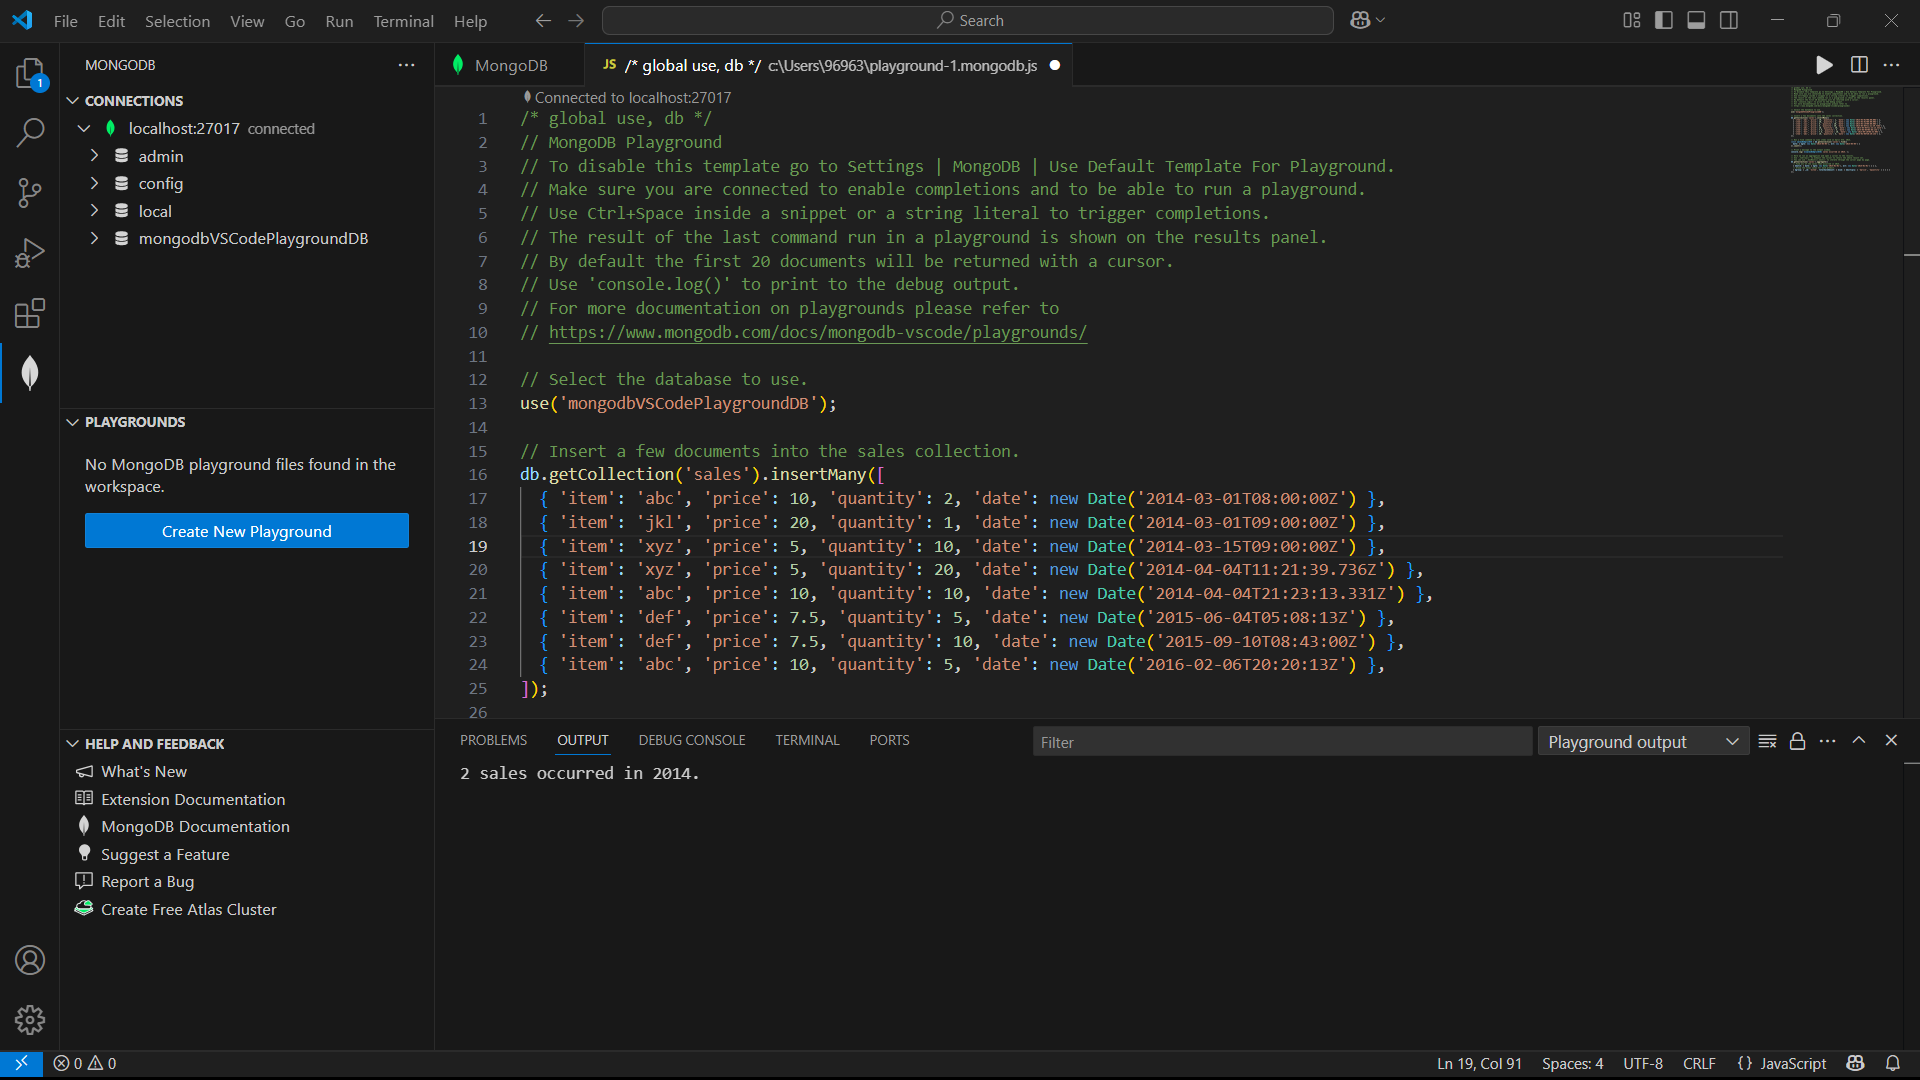 File Edit Selection View Go Run Terminal Help
Search
1
MONGODB
CONNECTIONS
localhost:27017 connected
admin
config
local
mongodbVSCodePlaygroundDB
PLAYGROUNDS
No MongoDB playground files found in the
workspace.
Create New Playground
HELP AND FEEDBACK
What's New
Extension Documentation
MongoDB Documentation
Suggest a Feature
Report a Bug
Create Free Atlas Cluster
MongoDB
JS /* global use, db */ c:\Users\96963\playground-1.mongodb.js
Connected to localhost:27017
1 /* global use, db */
2 // MongoDB Playground
3 // To disable this template go to Settings | MongoDB | Use Default Template For Playground.
4 // Make sure you are connected to enable completions and to be able to run a playground.
5 // Use Ctrl+Space inside a snippet or a string literal to trigger completions.
6 // The result of the last command run in a playground is shown on the results panel.
7 // By default the first 20 documents will be returned with a cursor.
8 // Use 'console.log()' to print to the debug output.
9 // For more documentation on playgrounds please refer to
10 // https://www.mongodb.com/docs/mongodb-vscode/playgrounds/
11
12 // Select the database to use.
13 use('mongodbVSCodePlaygroundDB');
14
15 // Insert a few documents into the sales collection.
16 db.getCollection('sales').insertMany([
17 { 'item': 'abc', 'price': 10, 'quantity': 2, 'date': new Date('2014-03-01T08:00:00Z') },
18 { 'item': 'jkl', 'price': 20, 'quantity': 1, 'date': new Date('2014-03-01T09:00:00Z') },
19 { 'item': 'xyz', 'price': 5, 'quantity': 10, 'date': new Date('2014-03-15T09:00:00Z') },
20 { 'item': 'xyz', 'price': 5, 'quantity': 20, 'date': new Date('2014-04-04T11:21:39.736Z') },
21 { 'item': 'abc', 'price': 10, 'quantity': 10, 'date': new Date('2014-04-04T21:23:13.331Z') },
22 { 'item': 'def', 'price': 7.5, 'quantity': 5, 'date': new Date('2015-06-04T05:08:13Z') },
23 { 'item': 'def', 'price': 7.5, 'quantity': 10, 'date': new Date('2015-09-10T08:43:00Z') },
24 { 'item': 'abc', 'price': 10, 'quantity': 5, 'date': new Date('2016-02-06T20:20:13Z') },
25 ]);
26
PROBLEMS OUTPUT DEBUG CONSOLE TERMINAL PORTS
Filter
Playground output
2 sales occurred in 2014.
0 0
Ln 19, Col 91 Spaces: 4 UTF-8 CRLF {} JavaScript